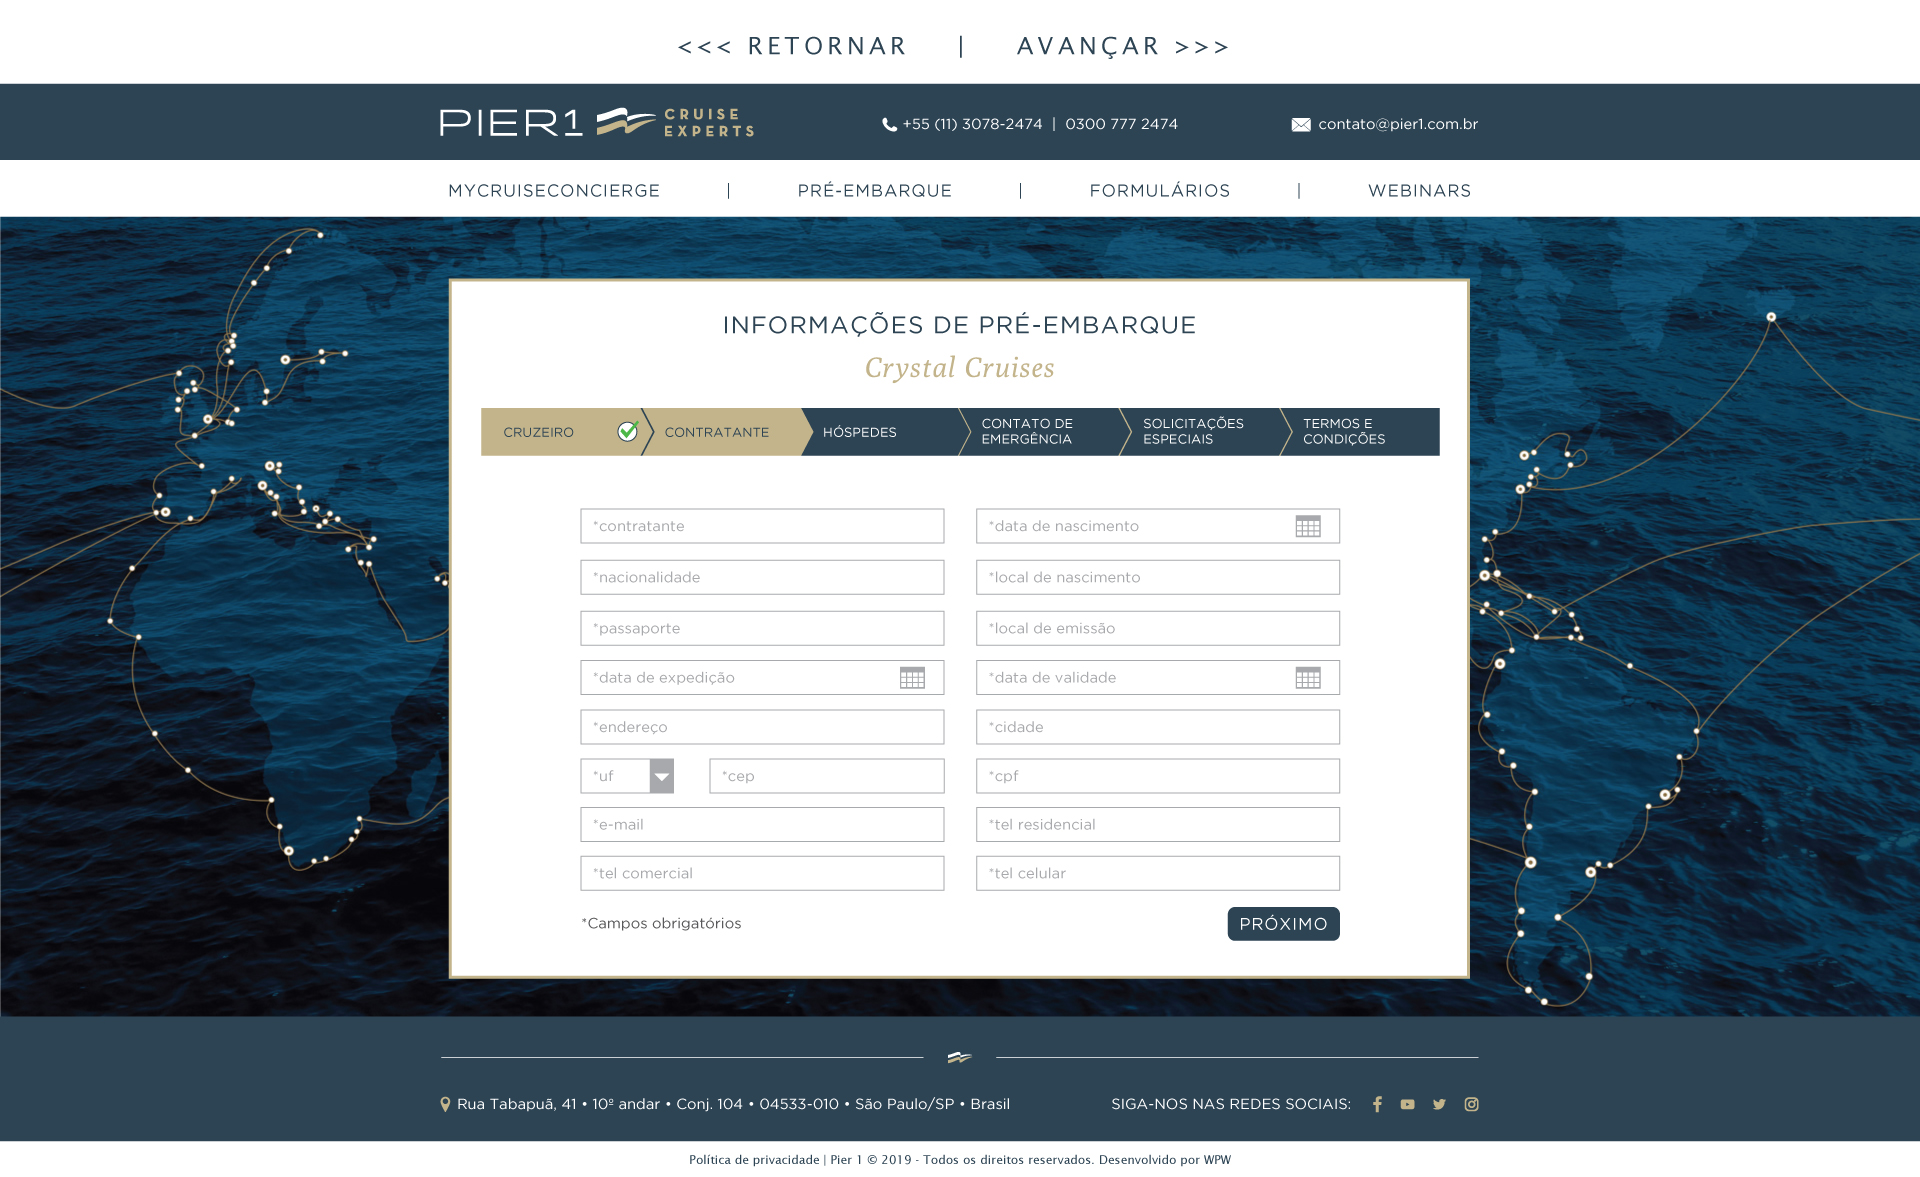 <<< RETORNAR | AVANÇAR >>>
PIER1 CRUISE EXPERTS
+55 (11) 3078-2474 | 0300 777 2474
contato@pier1.com.br
MYCRUISECONCIERGE | PRÉ-EMBARQUE | FORMULÁRIOS | WEBINARS
INFORMAÇÕES DE PRÉ-EMBARQUE
Crystal Cruises
CRUZEIRO
CONTRATANTE
HÓSPEDES
CONTATO DE
EMERGÊNCIA
SOLICITAÇÕES
ESPECIAIS
TERMOS E
CONDIÇÕES
*contratante
*data de nascimento
*nacionalidade
*local de nascimento
*passaporte
*local de emissão
*data de expedição
*data de validade
*endereço
*cidade
*uf
*cep
*cpf
*e-mail
*tel residencial
*tel comercial
*tel celular
*Campos obrigatórios
PRÓXIMO
Rua Tabapuã, 41 • 10º andar • Conj. 104 • 04533-010 • São Paulo/SP • Brasil
SIGA-NOS NAS REDES SOCIAIS:
Política de privacidade | Pier 1 © 2019 - Todos os direitos reservados. Desenvolvido por WPW